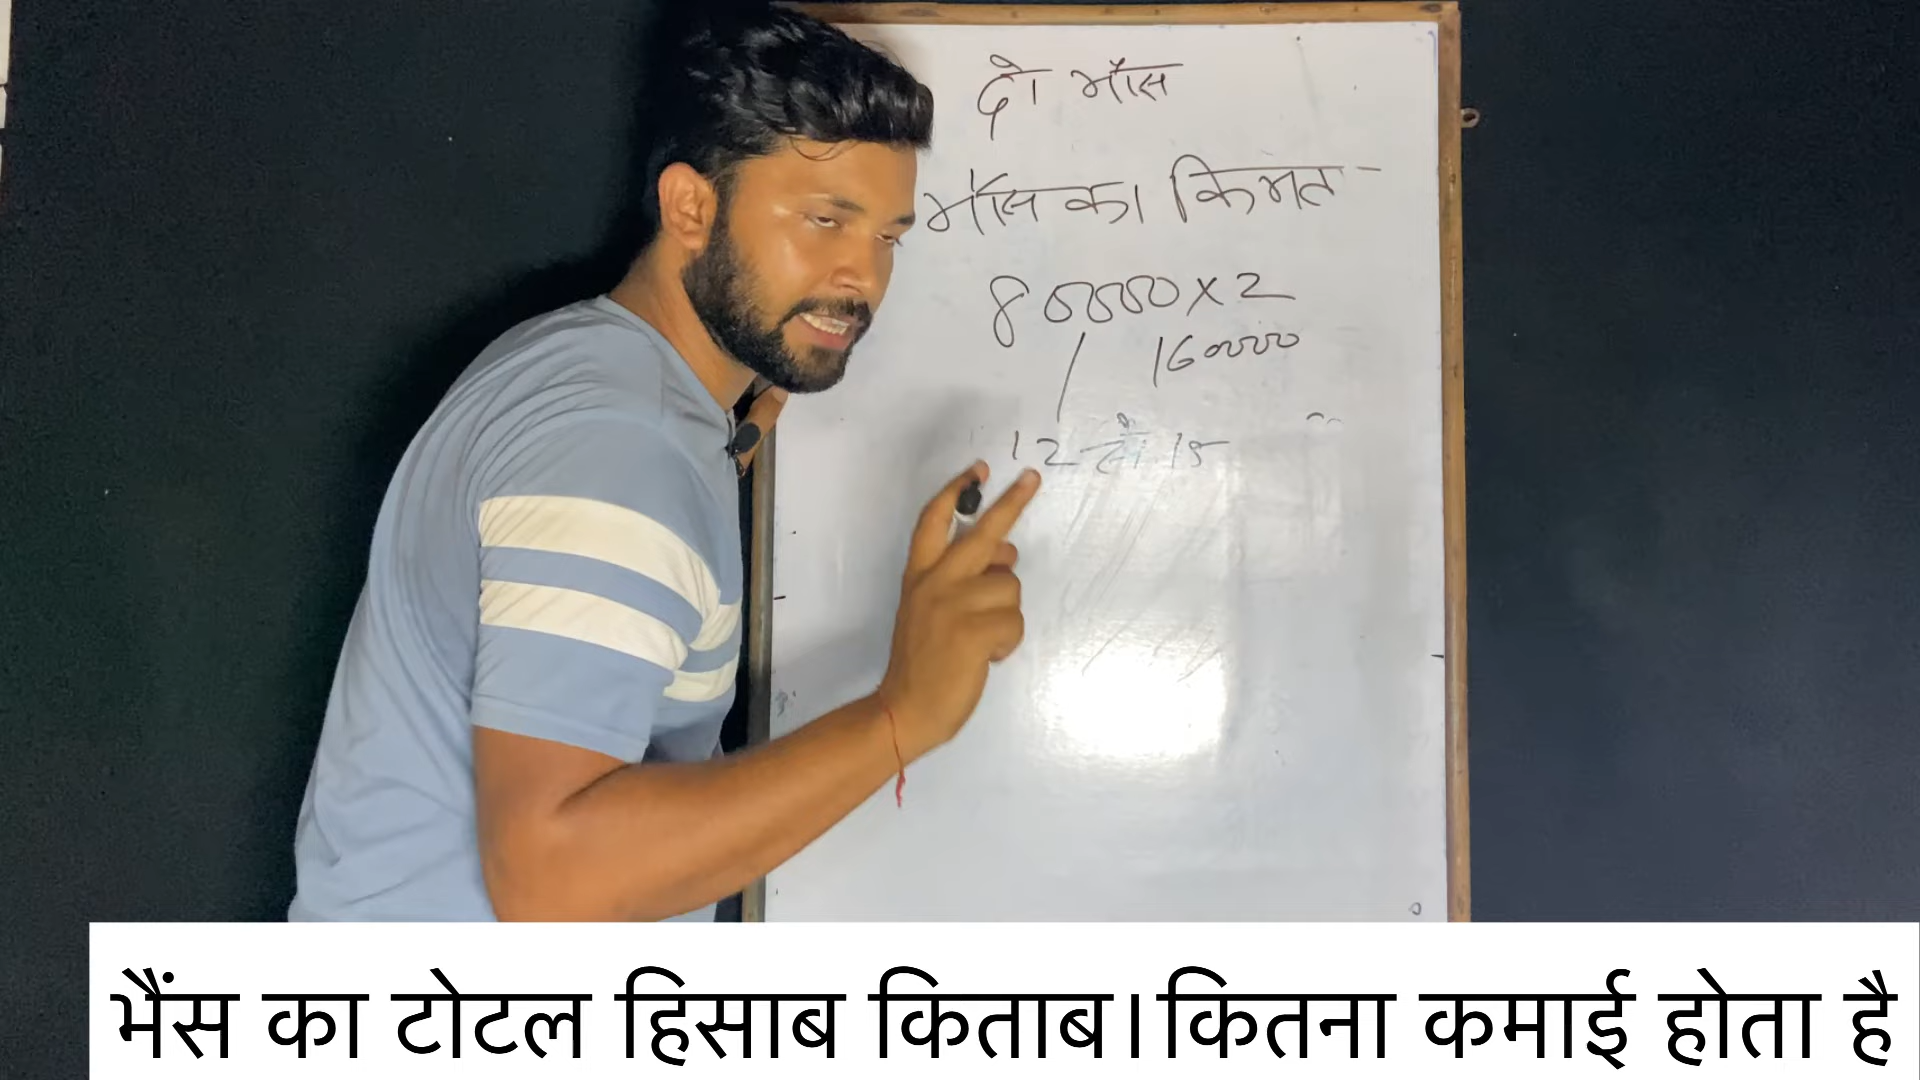 दो भैंस
भैंस का किमत
80000 x 2
160000
12 से 15
भैंस का टोटल हिसाब किताब। कितना कमाई होता है